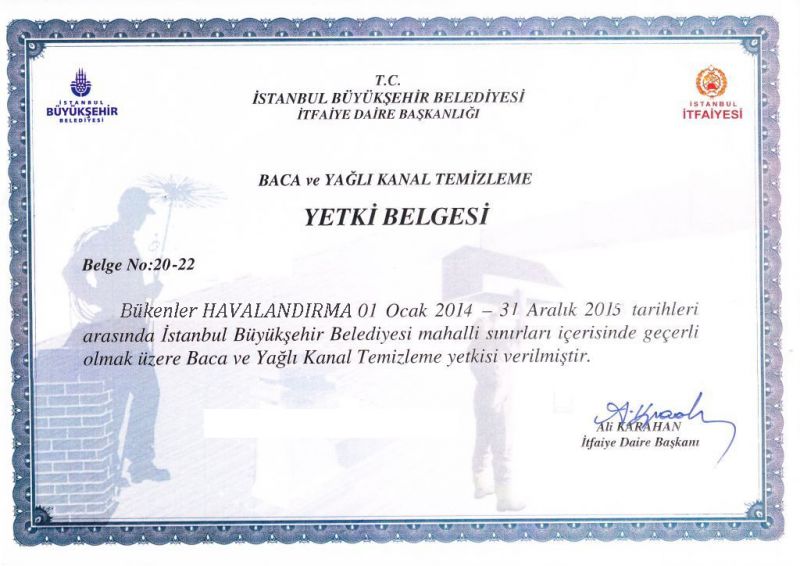 İSTANBUL
BÜYÜKŞEHİR
BELEDİYESİ
T.C.
İSTANBUL BÜYÜKŞEHİR BELEDİYESİ
İTFAİYE DAİRE BAŞKANLIĞI
İSTANBUL
İTFAİYESİ
BACA ve YAĞLI KANAL TEMİZLEME
YETKİ BELGESİ
Belge No:20-22
Bükenler HAVALANDIRMA 01 Ocak 2014 – 31 Aralık 2015 tarihleri
arasında İstanbul Büyükşehir Belediyesi mahalli sınırları içerisinde geçerli
olmak üzere Baca ve Yağlı Kanal Temizleme yetkisi verilmiştir.
Ali KARAHAN
İtfaiye Daire Başkanı